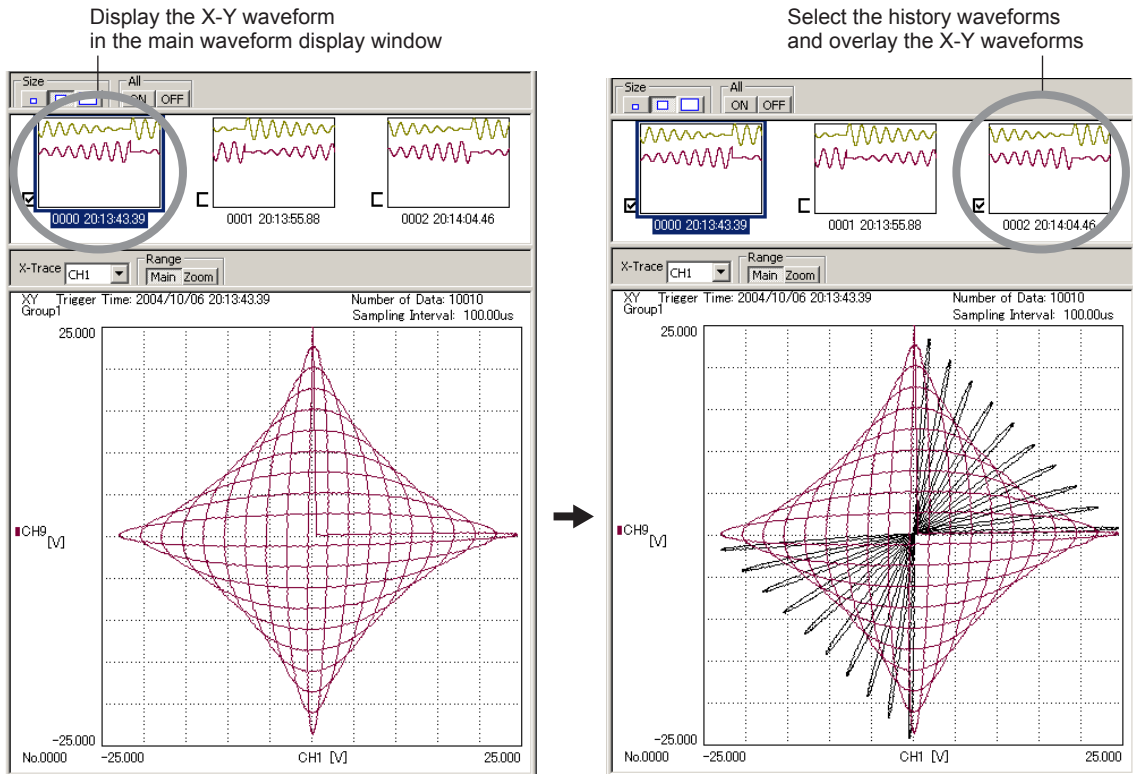 Display the X-Y waveform
in the main waveform display window
Size
All
ON OFF
0000 20:13:43.39
0001 20:13:55.88
0002 20:14:04.46
X-Trace CH1
Range
Main Zoom
XY Trigger Time: 2004/10/06 20:13:43.39 Number of Data: 10010
Group1 Sampling Interval: 100.00us
25.000
CH9
[V]
-25.000
No.0000 -25.000 CH1 [V] 25.000
Select the history waveforms
and overlay the X-Y waveforms
Size
All
ON OFF
0000 20:13:43.39
0001 20:13:55.88
0002 20:14:04.46
X-Trace CH1
Range
Main Zoom
XY Trigger Time: 2004/10/06 20:13:43.39 Number of Data: 10010
Group1 Sampling Interval: 100.00us
25.000
CH9
[V]
-25.000
No.0000 -25.000 CH1 [V] 25.000